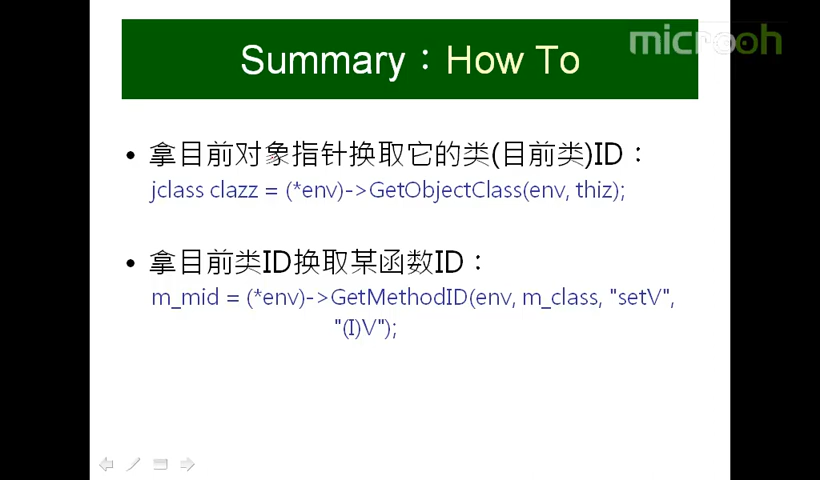 microoh
Summary：How To
• 拿目前对象指针换取它的类(目前类)ID：
jclass clazz = (*env)->GetObjectClass(env, thiz);
• 拿目前类ID换取某函数ID：
m_mid = (*env)->GetMethodID(env, m_class, "setV",
"(I)V");